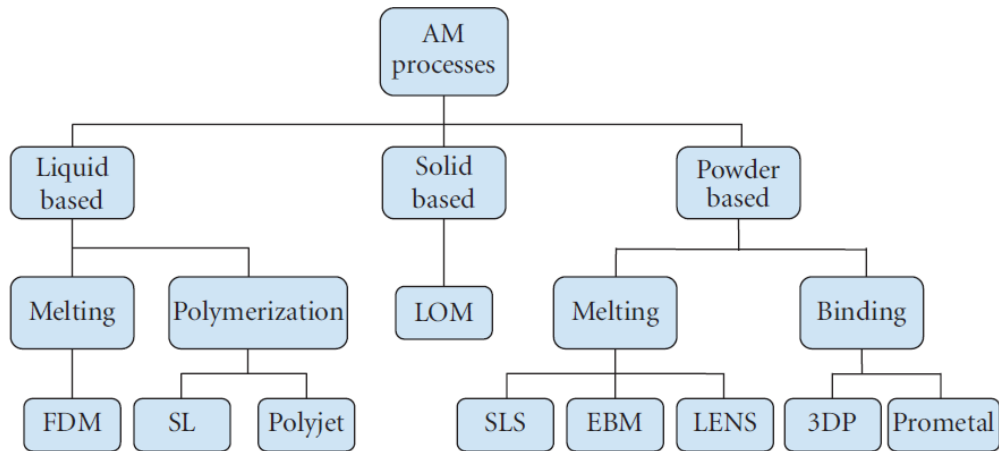 AM
processes
Liquid
based
Solid
based
Powder
based
Melting
Polymerization
LOM
Melting
Binding
FDM
SL
Polyjet
SLS
EBM
LENS
3DP
Prometal